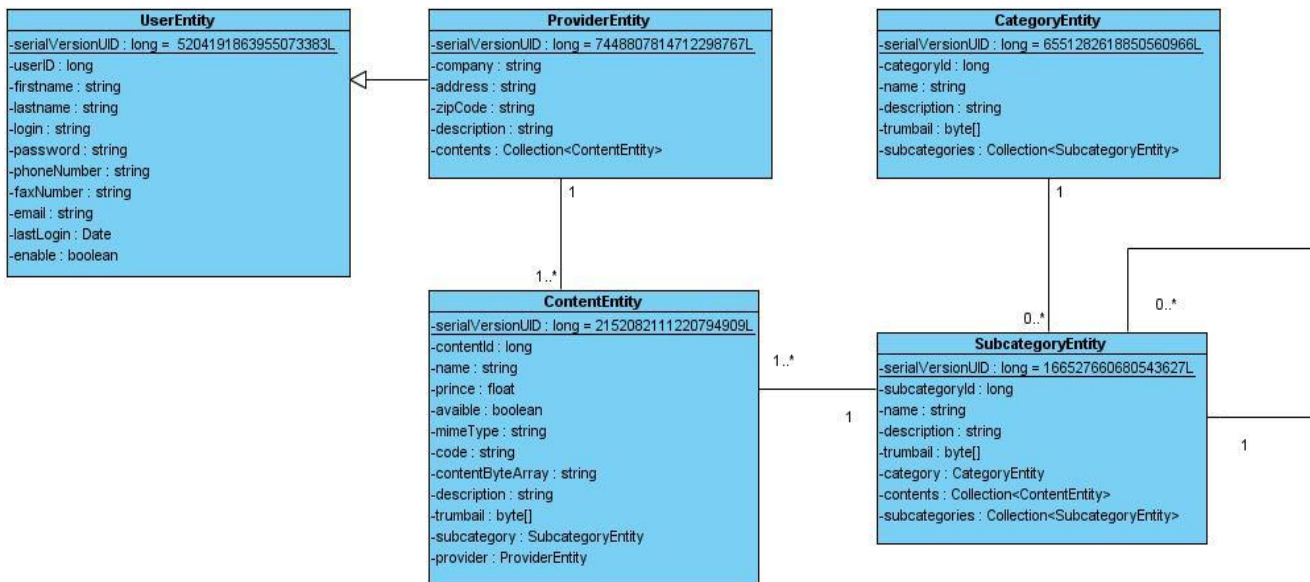 UserEntity
-serialVersionUID : long = 5204191863955073383L
-userID : long
-firstname : string
-lastname : string
-login : string
-password : string
-phoneNumber : string
-faxNumber : string
-email : string
-lastLogin : Date
-enable : boolean
ProviderEntity
-serialVersionUID : long = 7448807814712298767L
-company : string
-address : string
-zipCode : string
-description : string
-contents : Collection<ContentEntity>
CategoryEntity
-serialVersionUID : long = 6551282618850560966L
-categoryId : long
-name : string
-description : string
-trumbail : byte[]
-subcategories : Collection<SubcategoryEntity>
1
1..*
1
0..*
0..*
ContentEntity
-serialVersionUID : long = 2152082111220794909L
-contentId : long
-name : string
-prince : float
-avaible : boolean
-mimeType : string
-code : string
-contentByteArray : string
-description : string
-trumbail : byte[]
-subcategory : SubcategoryEntity
-provider : ProviderEntity
1..*
1
SubcategoryEntity
-serialVersionUID : long = 166527660680543627L
-subcategoryId : long
-name : string
-description : string
-trumbail : byte[]
-category : CategoryEntity
-contents : Collection<ContentEntity>
-subcategories : Collection<SubcategoryEntity>
1